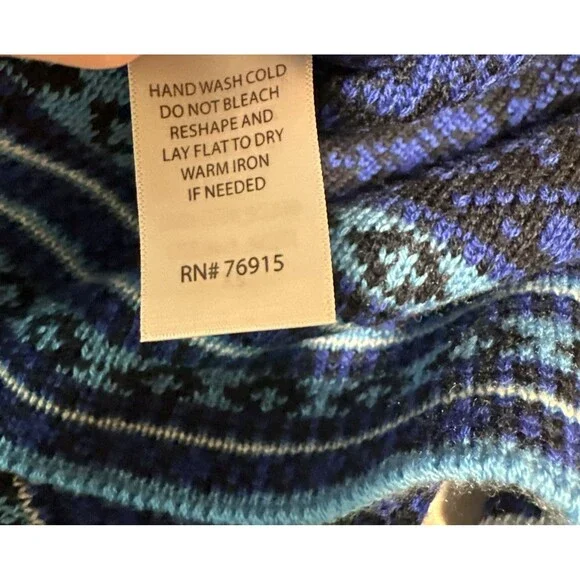 HAND WASH COLD
DO NOT BLEACH
RESHAPE AND
LAY FLAT TO DRY
WARM IRON
IF NEEDED
RN# 76915